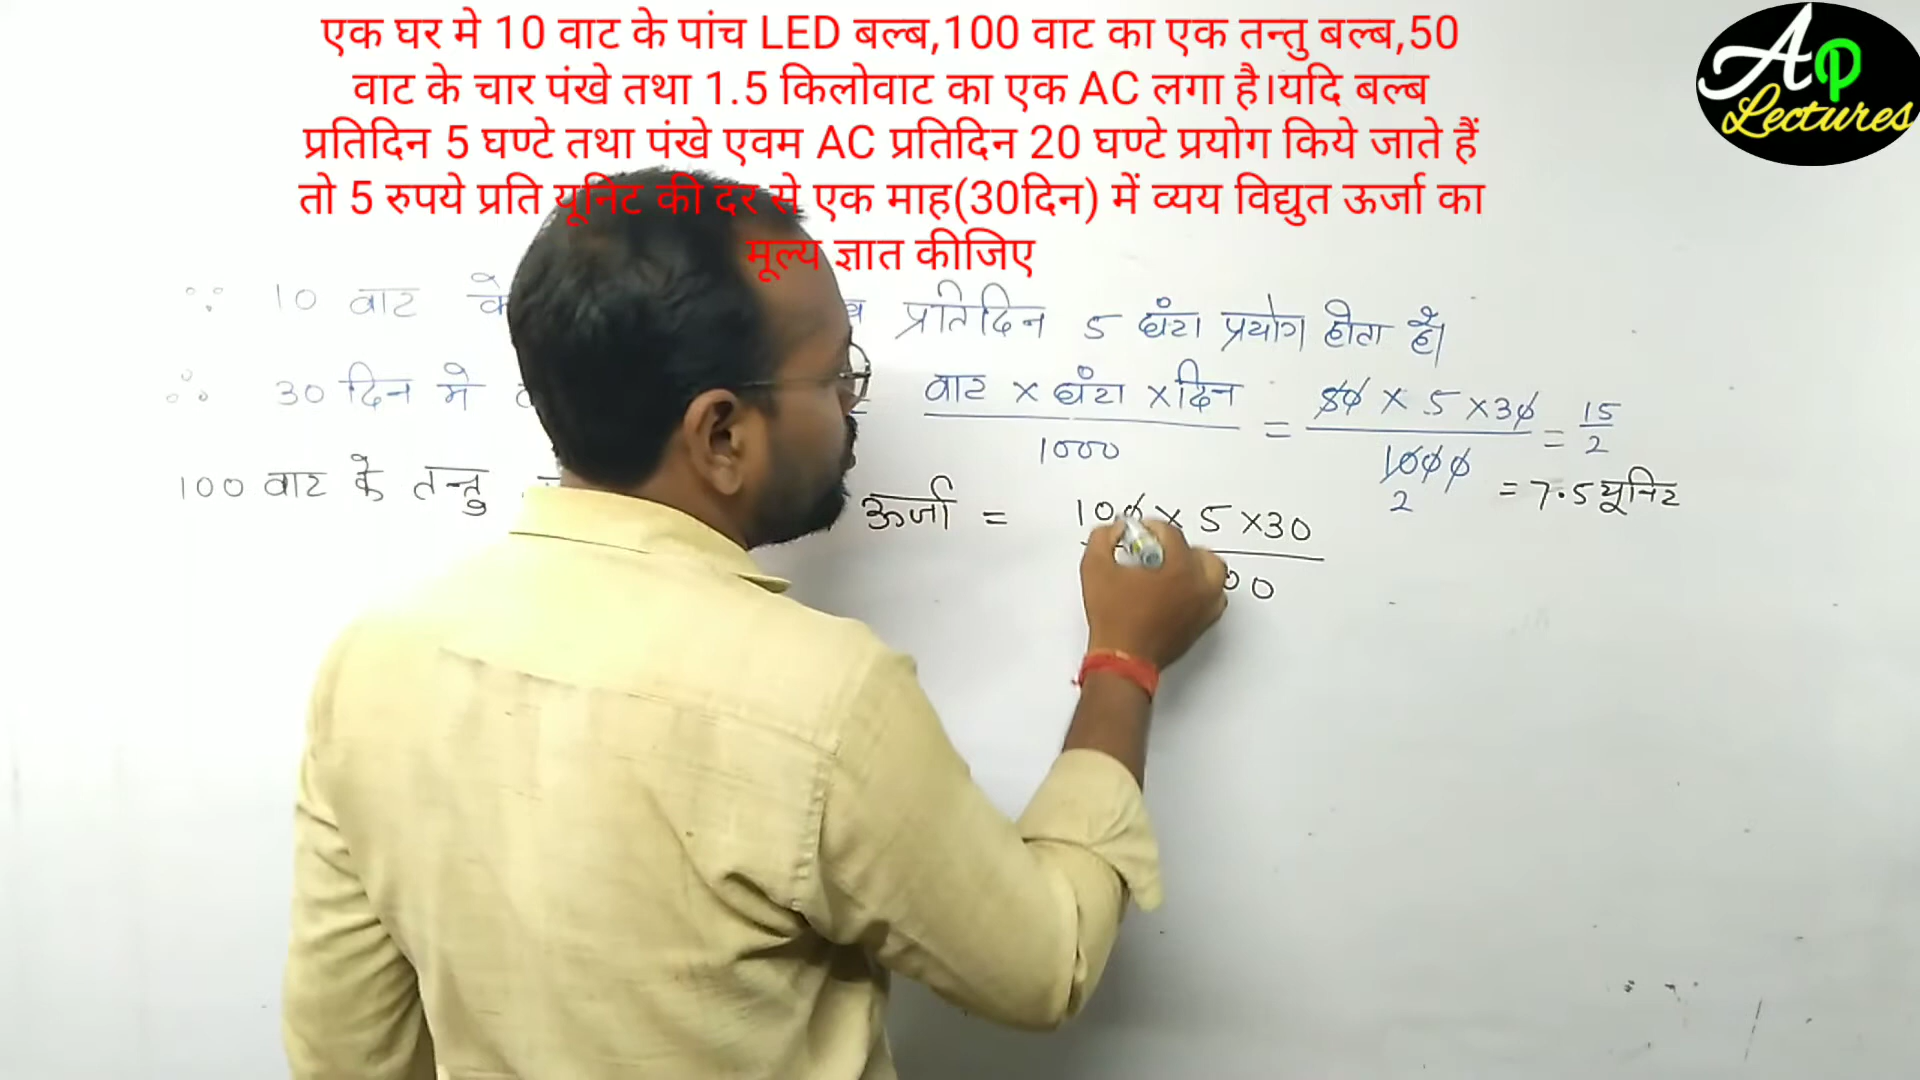 एक घर मे 10 वाट के पांच LED बल्ब,100 वाट का एक तन्तु बल्ब,50
वाट के चार पंखे तथा 1.5 किलोवाट का एक AC लगा है।यदि बल्ब
प्रतिदिन 5 घण्टे तथा पंखे एवम AC प्रतिदिन 20 घण्टे प्रयोग किये जाते हैं
तो 5 रुपये प्रति यूनिट की दर से एक माह(30दिन) में व्यय विद्युत ऊर्जा का
मूल्य ज्ञात कीजिए
Ap
Lectures
∵ 10 वाट के प्रतिदिन 5 घंटा प्रयोग होता है।
∴ 30 दिन मे वाट × घंटा × दिन / 1000 = 50 × 5 × 30 / 1000 = 15 / 2
2
= 7.5 यूनिट
100 वाट के तन्तु ऊर्जा = 100 × 5 × 30
00